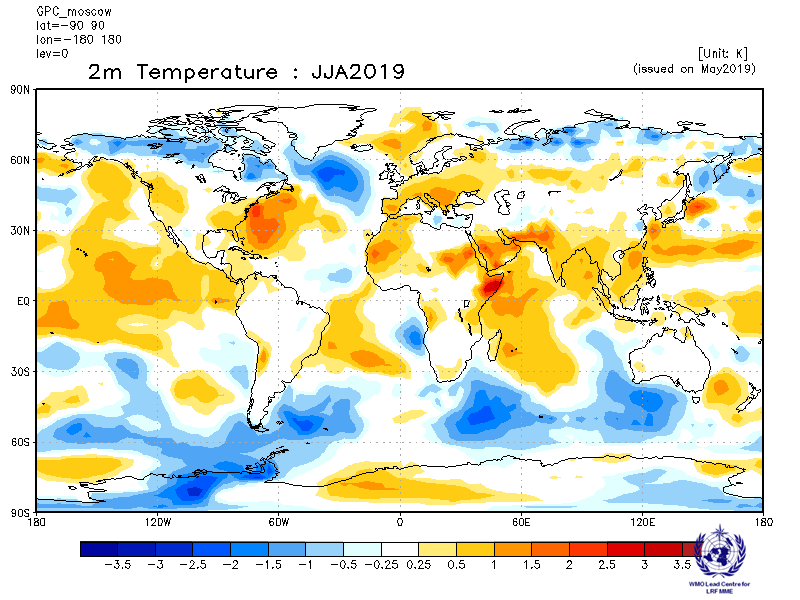 GPC_moscow
lat=-90 90
lon=-180 180
lev=0
[Unit: K]
2m Temperature : JJA2019
(issued on May2019)
90N
60N
30N
EQ
30S
60S
90S
180 120W 60W 0 60E 120E 180
-3.5 -3 -2.5 -2 -1.5 -1 -0.5 -0.25 0.25 0.5 1 1.5 2 2.5 3 3.5
WMO Lead Centre for
LRF MME